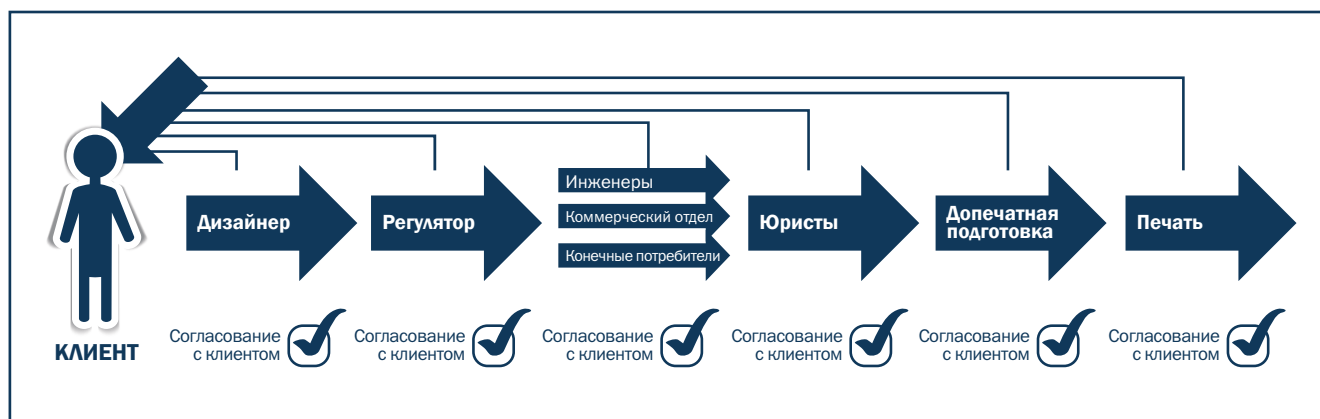 Дизайнер
Регулятор
Инженеры
Коммерческий отдел
Конечные потребители
Юристы
Допечатная
подготовка
Печать
КЛИЕНТ
Согласование
с клиентом
Согласование
с клиентом
Согласование
с клиентом
Согласование
с клиентом
Согласование
с клиентом
Согласование
с клиентом